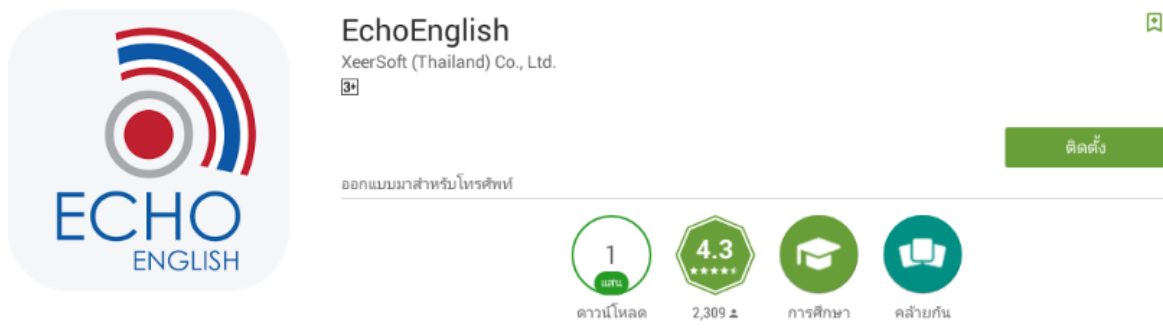 ECHO
ENGLISH
EchoEnglish
XeerSoft (Thailand) Co., Ltd.
3+
ติดตั้ง
ออกแบบมาสำหรับโทรศัพท์
1
แสน
ดาวน์โหลด
4.3
2,309
การศึกษา
คล้ายกัน